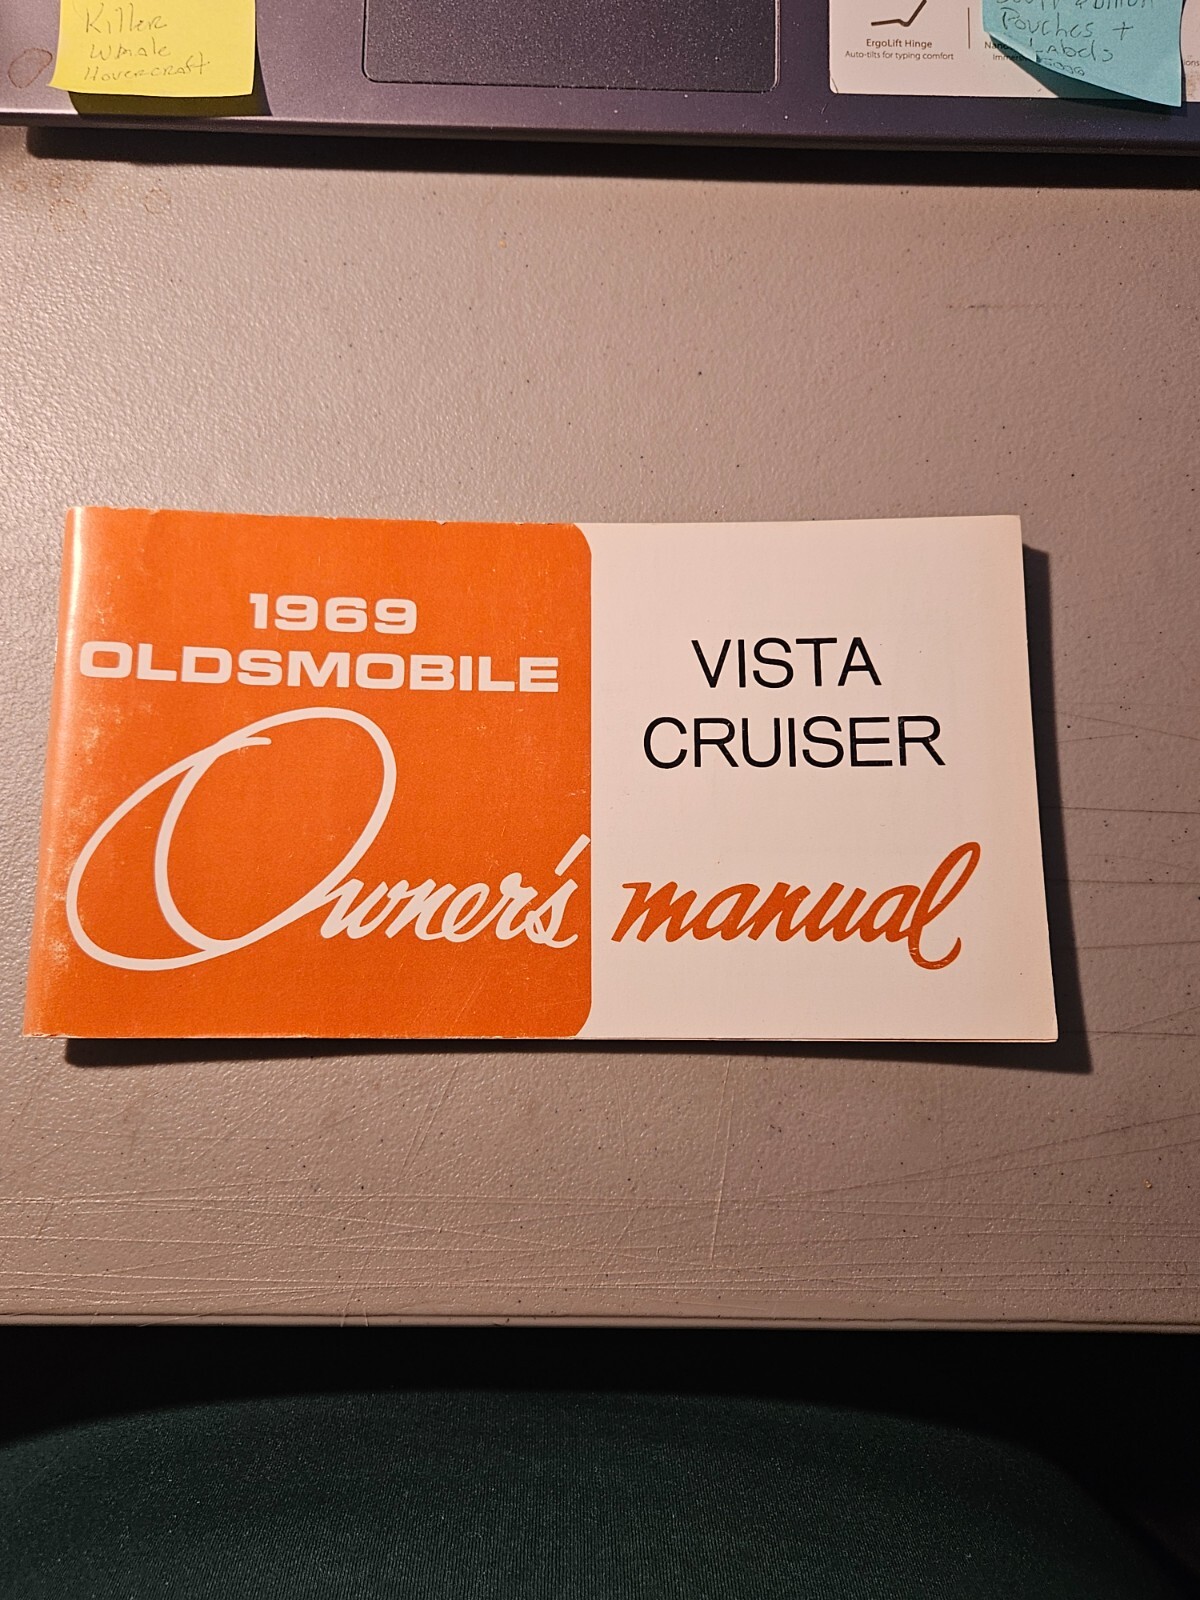 Killer
Whale
Hovercraft
ErgoLift Hinge
Auto-tilts for typing comfort
Pouches +
Labels
1969
OLDSMOBILE
Owner's manual
VISTA
CRUISER